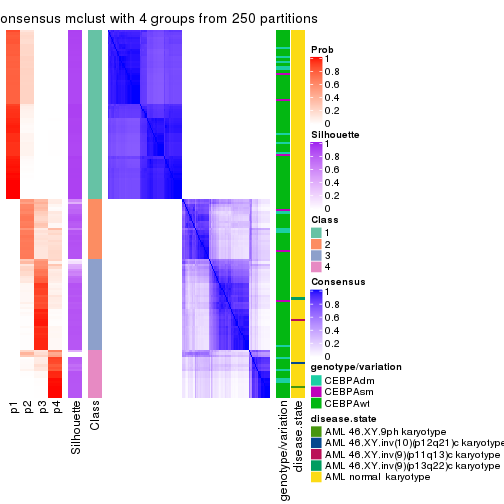 onsensus mclust with 4 groups from 250 partitions
Prob
1
0.8
0.6
0.4
0.2
0
Silhouette
1
0.8
0.6
0.4
0.2
0
Class
1
2
3
4
Consensus
1
0.8
0.6
0.4
0.2
0
genotype/variation
CEBPAdm
CEBPAsm
CEBPAwt
disease.state
AML 46.XY.9ph karyotype
AML 46.XY.inv(10)(p12q21)c karyotype
AML 46.XY.inv(9)(p11q13)c karyotype
AML 46.XY.inv(9)(p13q22)c karyotype
AML normal karyotype
p1
p2
p3
p4
Silhouette
Class
genotype/variation
disease.state